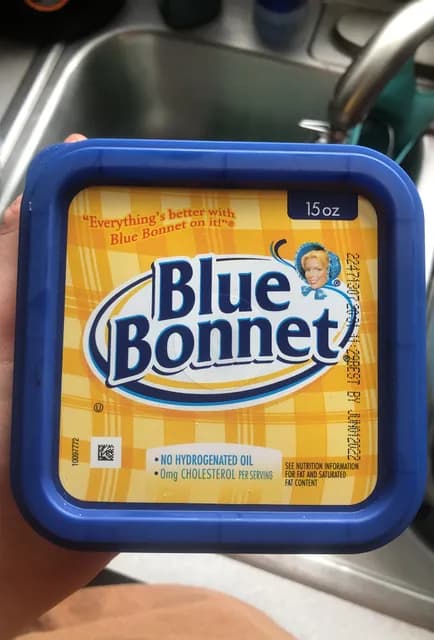 15 oz
"Everything's better with
Blue Bonnet on it!"®
Blue
Bonnet®
BEST BY JUN012022
U
10097772
• NO HYDROGENATED OIL
• 0mg CHOLESTEROL PER SERVING
SEE NUTRITION INFORMATION
FOR FAT AND SATURATED
FAT CONTENT